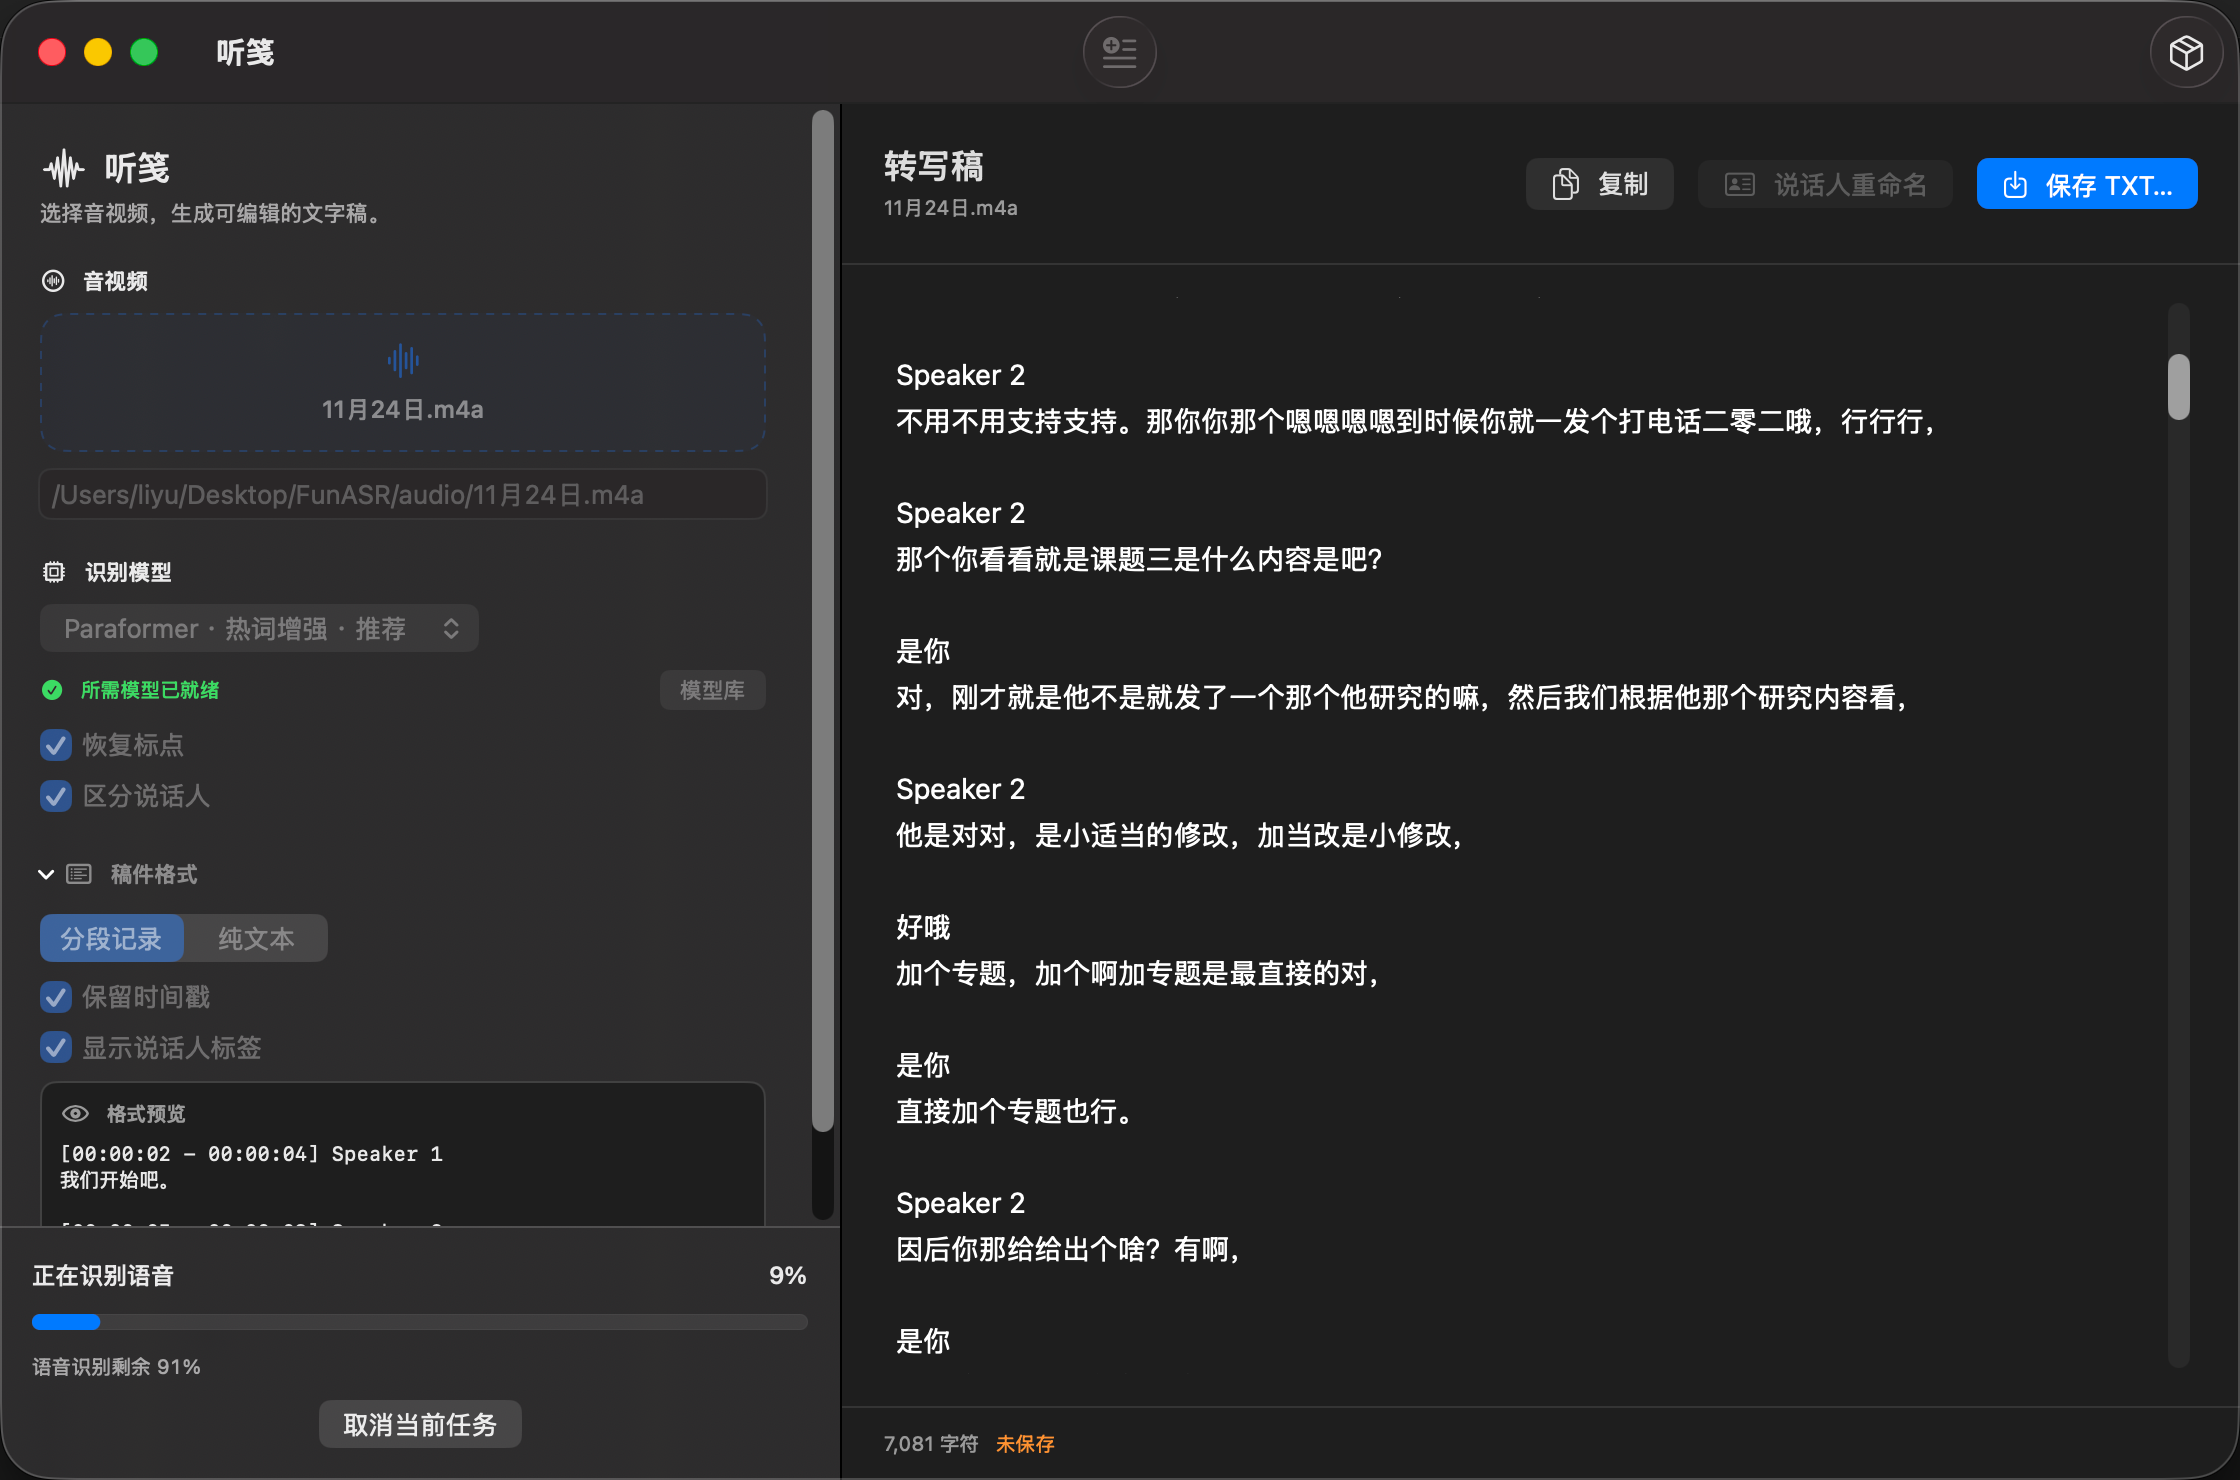 听笺
听笺
选择音视频，生成可编辑的文字稿。
音视频
11月24日.m4a
/Users/liyu/Desktop/FunASR/audio/11月24日.m4a
识别模型
Paraformer · 热词增强 · 推荐
所需模型已就绪
模型库
恢复标点
区分说话人
稿件格式
分段记录
纯文本
保留时间戳
显示说话人标签
格式预览
[00:00:02 – 00:00:04] Speaker 1
我们开始吧。
正在识别语音
9%
语音识别剩余 91%
取消当前任务
转写稿
11月24日.m4a
复制
说话人重命名
保存 TXT...
Speaker 2
不用不用支持支持。那你你那个嗯嗯嗯嗯到时候你就一发个打电话二零二哦，行行行，
Speaker 2
那个你看看就是课题三是什么内容是吧？
是你
对，刚才就是他不是就发了一个那个他研究的嘛，然后我们根据他那个研究内容看，
Speaker 2
他是对对，是小适当的修改，加当改是小修改，
好哦
加个专题，加个啊加专题是最直接的对，
是你
直接加个专题也行。
Speaker 2
因后你那给给出个啥？有啊，
是你
7,081 字符 未保存